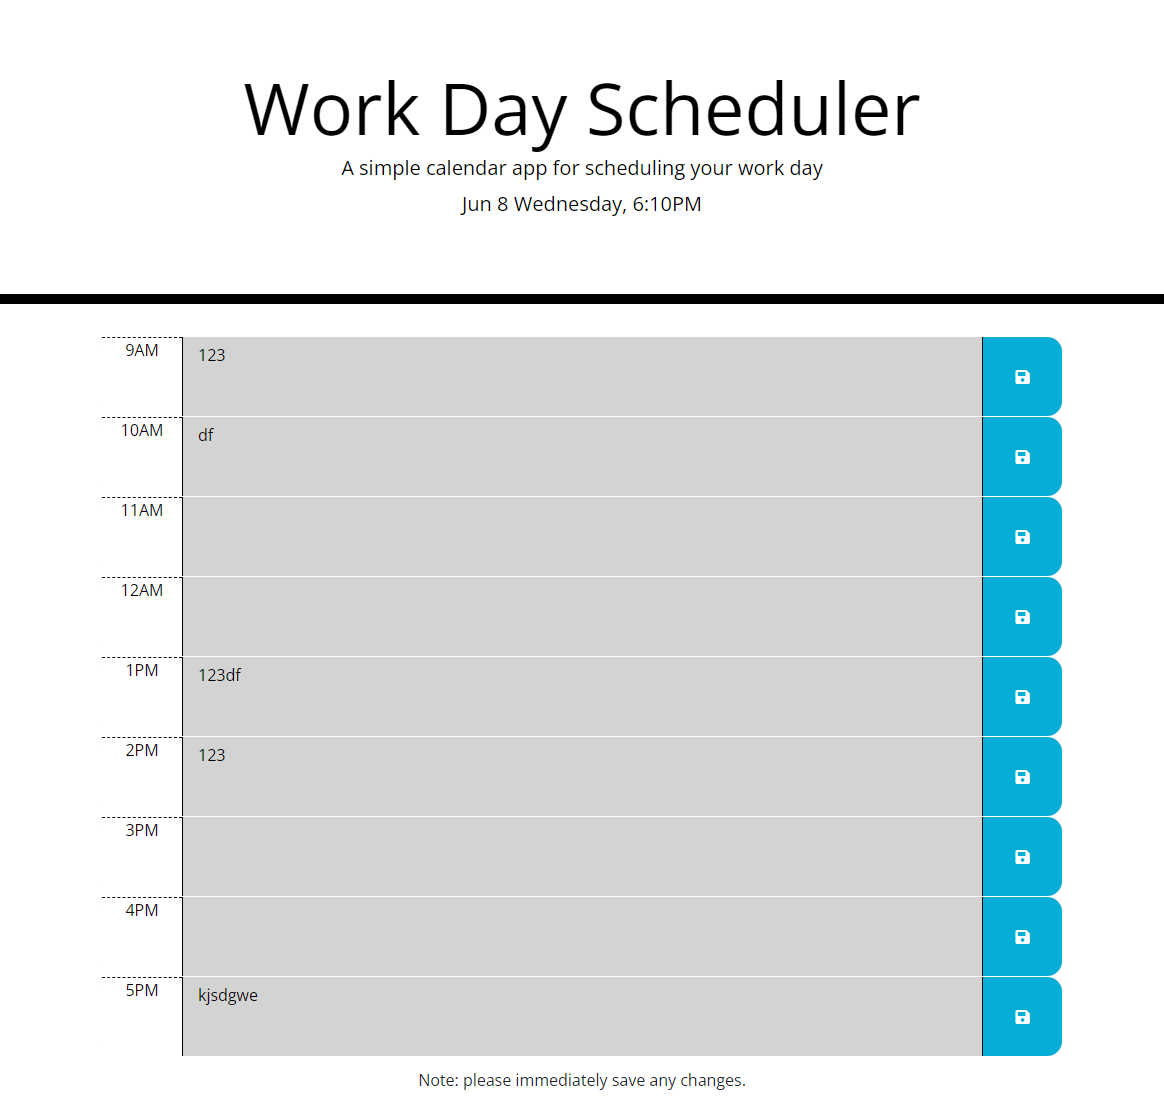 Work Day Scheduler
A simple calendar app for scheduling your work day
Jun 8 Wednesday, 6:10PM
9AM 123
10AM df
11AM
12AM
1PM 123df
2PM 123
3PM
4PM
5PM kjsdgwe
Note: please immediately save any changes.